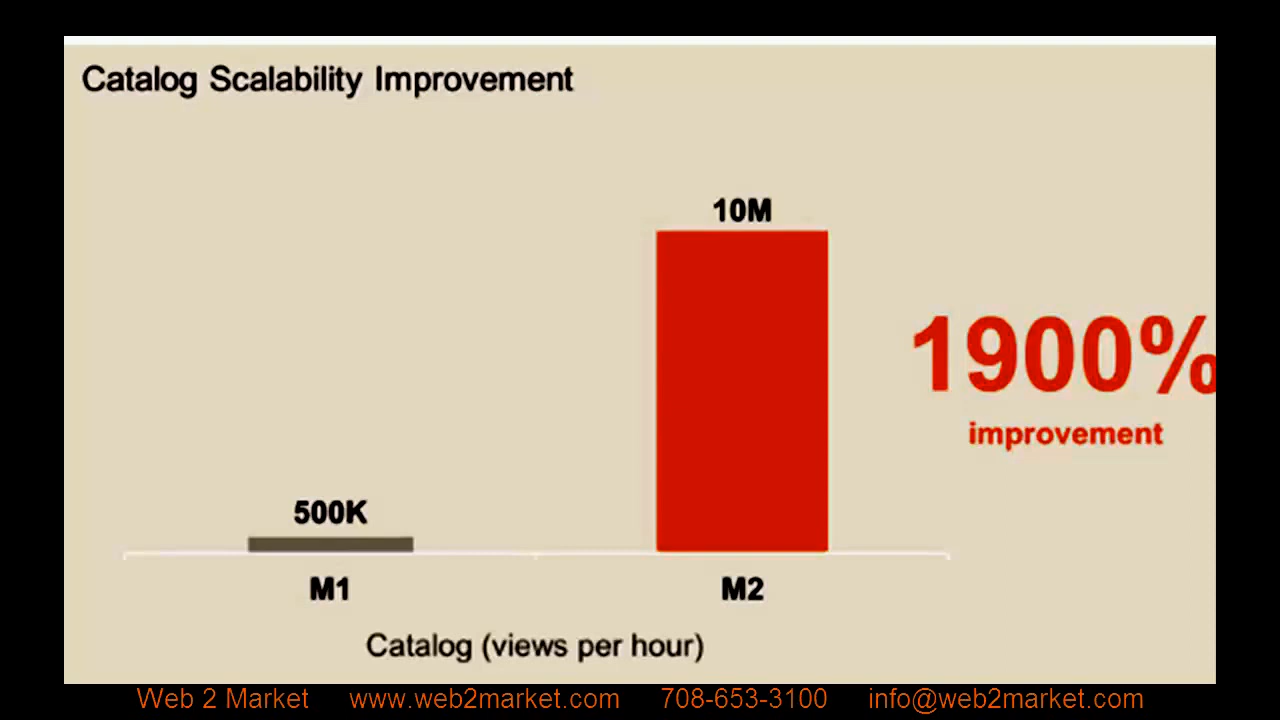 Catalog Scalability Improvement
10M
1900%
improvement
500K
M1 M2
Catalog (views per hour)
Web 2 Market www.web2market.com 708-653-3100 info@web2market.com